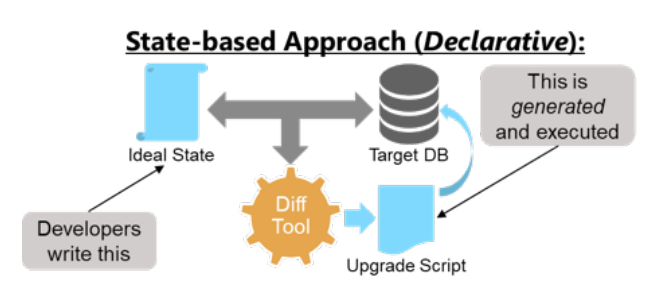 State-based Approach (Declarative):
This is
generated
and executed
Ideal State
Target DB
Diff
Tool
Developers
write this
Upgrade Script